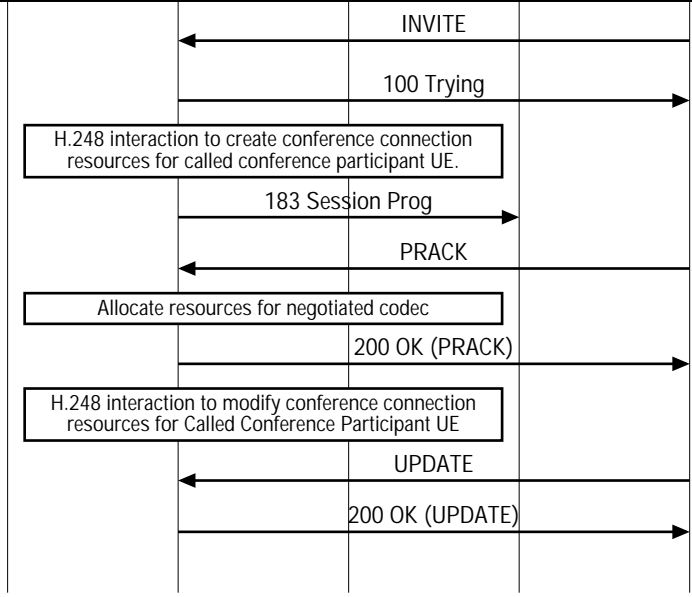 INVITE
100 Trying
H.248 interaction to create conference connection
resources for called conference participant UE.
183 Session Prog
PRACK
Allocate resources for negotiated codec
200 OK (PRACK)
H.248 interaction to modify conference connection
resources for Called Conference Participant UE
UPDATE
200 OK (UPDATE)